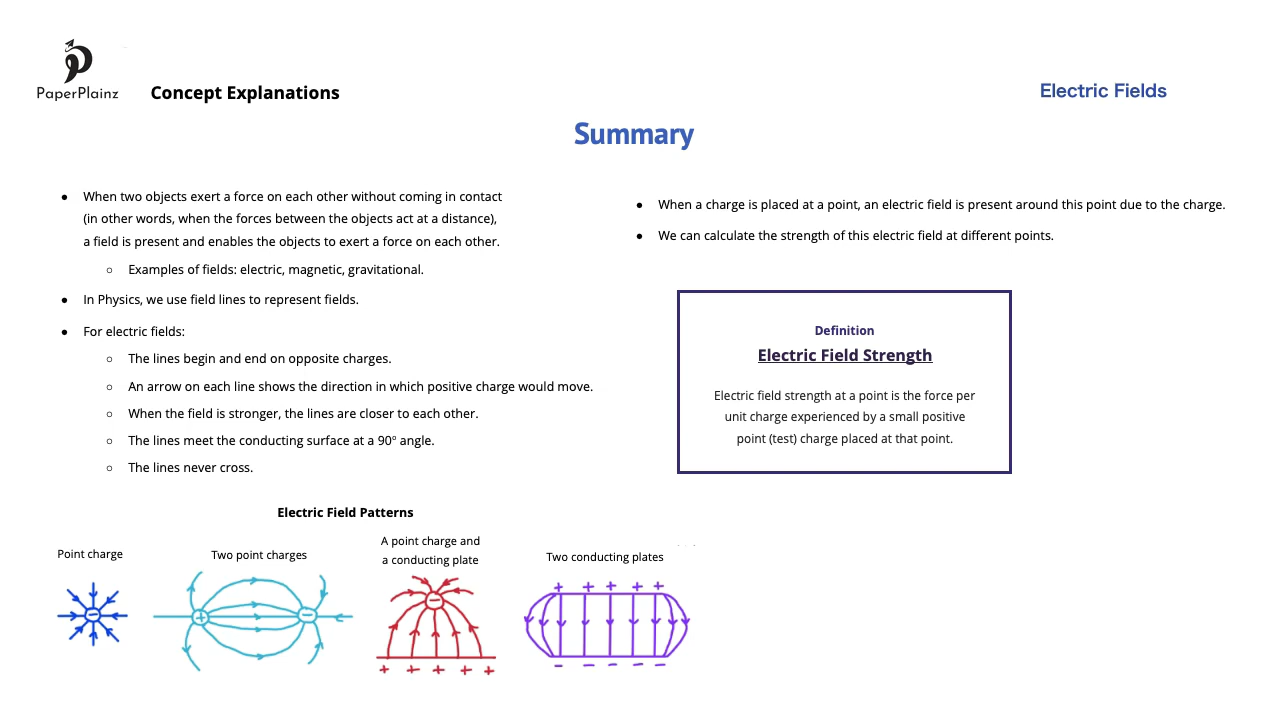 PaperPlainz
Concept Explanations
Electric Fields
Summary
● When two objects exert a force on each other without coming in contact
(in other words, when the forces between the objects act at a distance),
a field is present and enables the objects to exert a force on each other.
○ Examples of fields: electric, magnetic, gravitational.
● In Physics, we use field lines to represent fields.
● For electric fields:
○ The lines begin and end on opposite charges.
○ An arrow on each line shows the direction in which positive charge would move.
○ When the field is stronger, the lines are closer to each other.
○ The lines meet the conducting surface at a 90° angle.
○ The lines never cross.
● When a charge is placed at a point, an electric field is present around this point due to the charge.
● We can calculate the strength of this electric field at different points.
Definition
Electric Field Strength
Electric field strength at a point is the force per
unit charge experienced by a small positive
point (test) charge placed at that point.
Electric Field Patterns
Point charge
−
Two point charges
+ −
A point charge and
a conducting plate
−
+ + + + +
Two conducting plates
+ + + + +
− − − − −